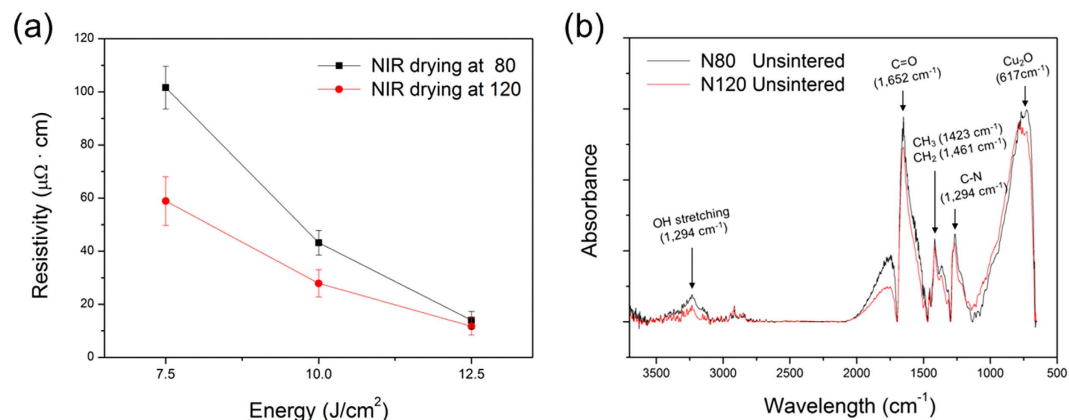 (a)
120
100
80
60
40
20
0
7.5
10.0
12.5
Resistivity (μΩ · cm)
Energy (J/cm²)
NIR drying at 80
NIR drying at 120
(b)
N80 Unsintered
N120 Unsintered
C=O
(1,652 cm⁻¹)
Cu₂O
(617cm⁻¹)
CH₃ (1423 cm⁻¹)
CH₂ (1,461 cm⁻¹)
C-N
(1,294 cm⁻¹)
OH stretching
(1,294 cm⁻¹)
Absorbance
3500
3000
2000
1500
1000
500
Wavelength (cm⁻¹)